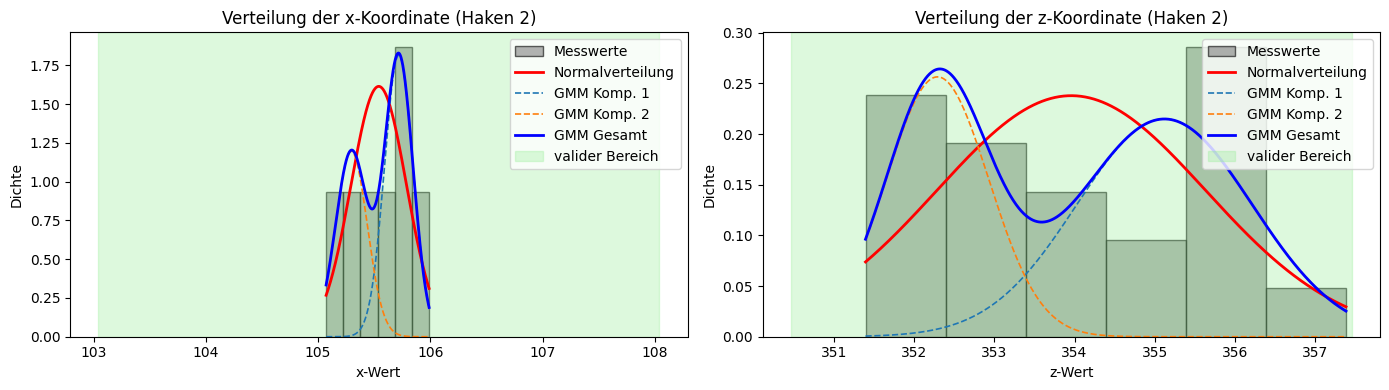 Verteilung der x-Koordinate (Haken 2)
Dichte
1.75
1.50
1.25
1.00
0.75
0.50
0.25
0.00
103
104
105
106
107
108
x-Wert
Messwerte
Normalverteilung
GMM Komp. 1
GMM Komp. 2
GMM Gesamt
valider Bereich
Verteilung der z-Koordinate (Haken 2)
Dichte
0.30
0.25
0.20
0.15
0.10
0.05
0.00
351
352
353
354
355
356
357
z-Wert
Messwerte
Normalverteilung
GMM Komp. 1
GMM Komp. 2
GMM Gesamt
valider Bereich